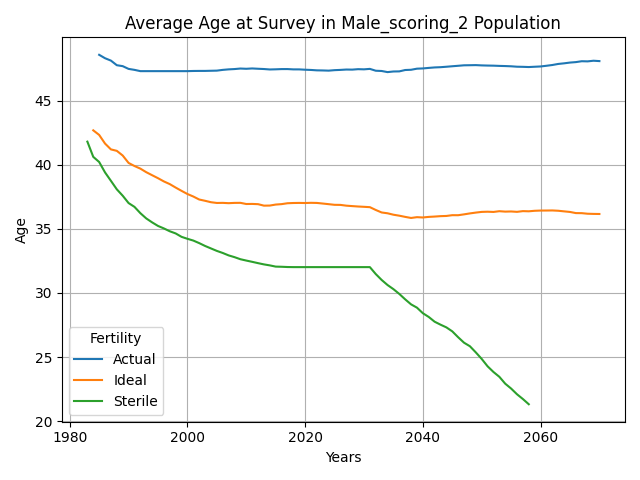 Average Age at Survey in Male_scoring_2 Population
Age
45
40
35
30
25
20
Fertility
Actual
Ideal
Sterile
1980
2000
2020
2040
2060
Years